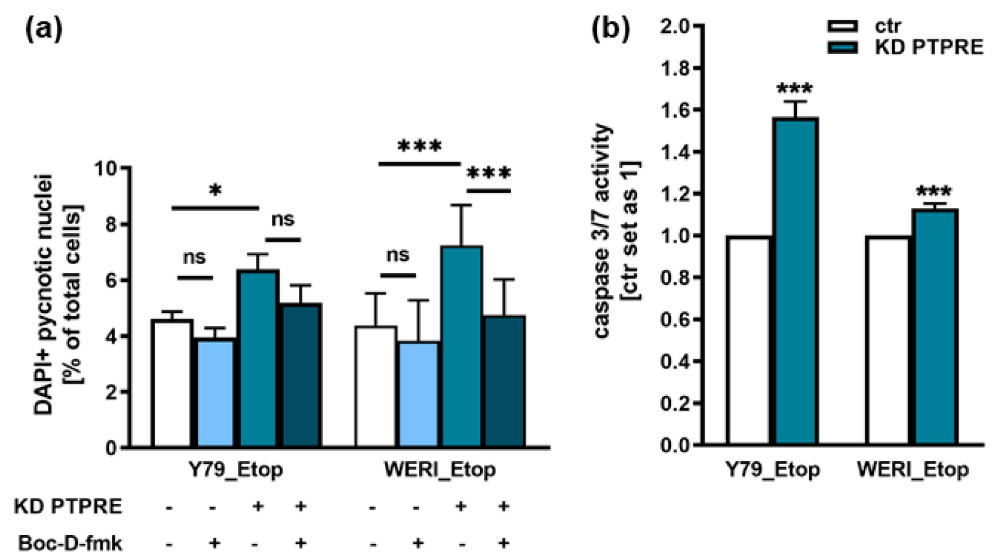 (a)
DAPI+ pycnotic nuclei
[% of total cells]
10
8
6
4
2
0
*
ns
ns
***
***
ns
Y79_Etop WERI_Etop
KD PTPRE - - + + - - + +
Boc-D-fmk - + - + - + - +
(b)
caspase 3/7 activity
[ctr set as 1]
2.0
1.8
1.6
1.4
1.2
1.0
0.8
0.6
0.4
0.2
0.0
ctr
KD PTPRE
***
***
Y79_Etop WERI_Etop